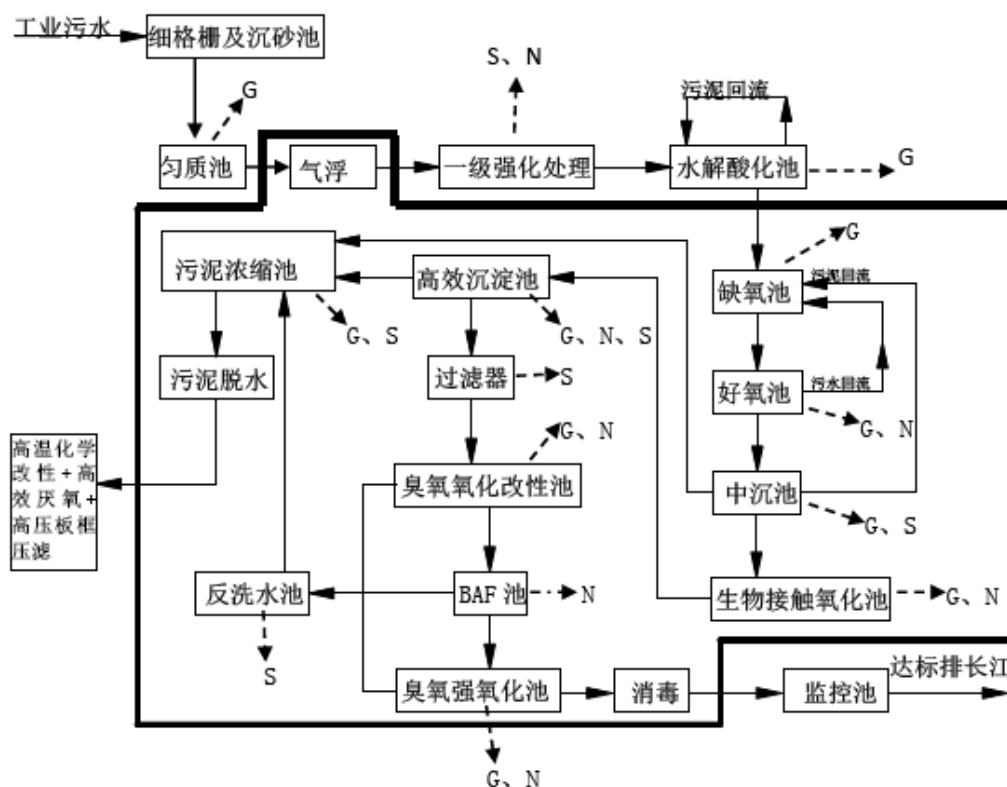 工业污水
细格栅及沉砂池
S、N
G
污泥回流
匀质池
气浮
一级强化处理
水解酸化池
G
G
污泥浓缩池
高效沉淀池
缺氧池
污泥回流
G、S
G、N、S
污泥脱水
过滤器
S
好氧池
污水回流
G、N
G、N
高温化学
改性+高
效厌氧+
高压板框
压滤
臭氧氧化改性池
中沉池
G、S
反洗水池
BAF 池
N
生物接触氧化池
G、N
S
臭氧强氧化池
消毒
监控池
达标排长江
G、N